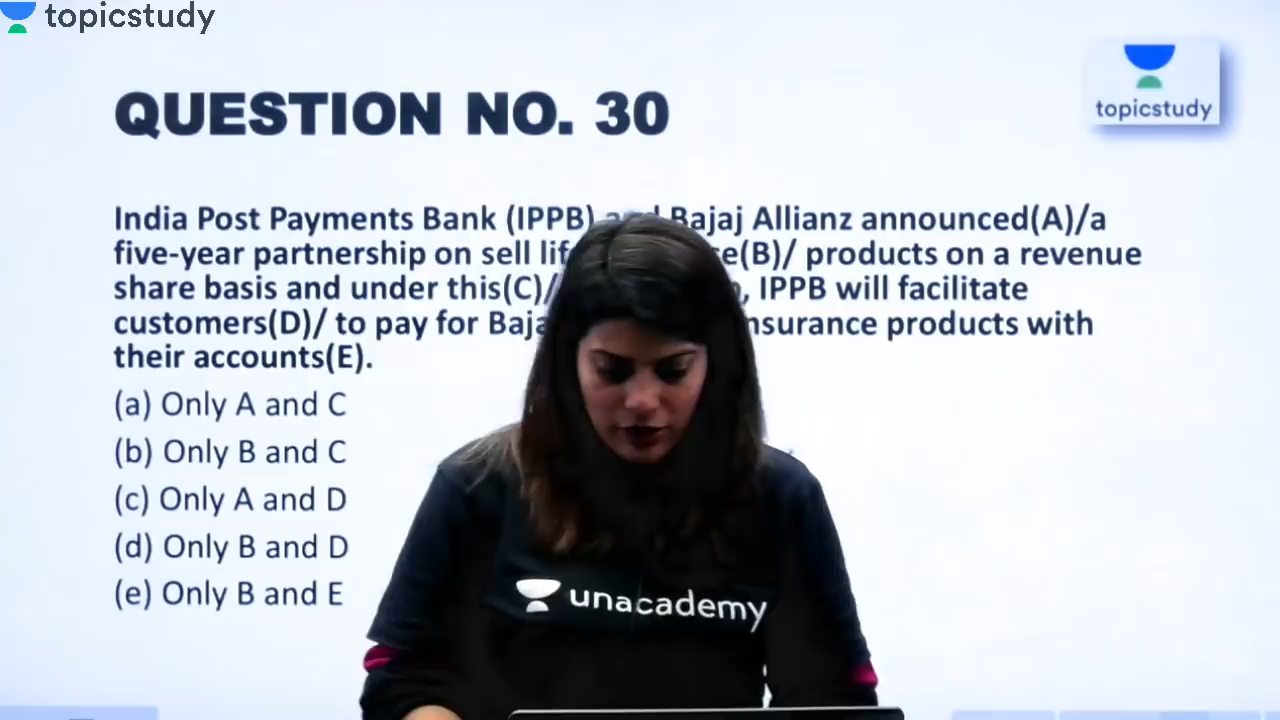 topicstudy
topicstudy
QUESTION NO. 30
India Post Payments Bank (IPPB) Bajaj Allianz announced(A)/a
five-year partnership on sell (B)/ products on a revenue
share basis and under this(C)/ IPPB will facilitate
customers(D)/ to pay for products with
their accounts(E).
(a) Only A and C
(b) Only B and C
(c) Only A and D
(d) Only B and D
(e) Only B and E
unacademy